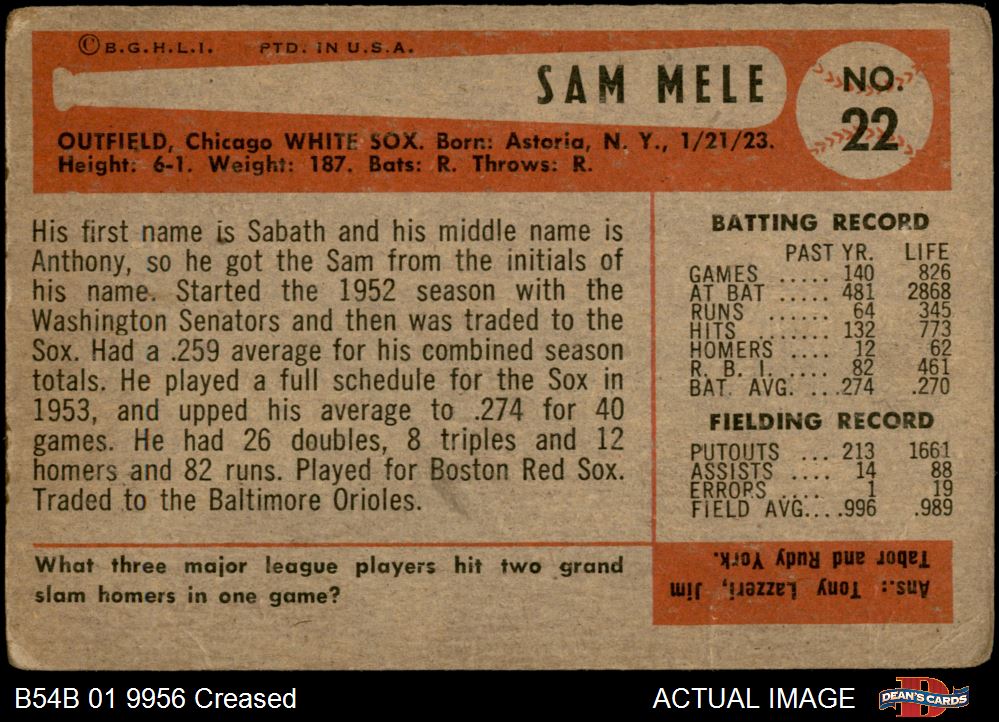 © B.G.H.L.I. PTD. IN U.S.A.
SAM MELE
NO.
22
OUTFIELD, Chicago WHITE SOX. Born: Astoria, N. Y., 1/21/23.
Height: 6-1. Weight: 187. Bats: R. Throws: R.
His first name is Sabath and his middle name is
Anthony, so he got the Sam from the initials of
his name. Started the 1952 season with the
Washington Senators and then was traded to the
Sox. Had a .259 average for his combined season
totals. He played a full schedule for the Sox in
1953, and upped his average to .274 for 40
games. He had 26 doubles, 8 triples and 12
homers and 82 runs. Played for Boston Red Sox.
Traded to the Baltimore Orioles.
What three major league players hit two grand
slam homers in one game?
BATTING RECORD
PAST YR. LIFE
GAMES ..... 140 826
AT BAT ..... 481 2868
RUNS ...... 64 345
HITS ....... 132 773
HOMERS .... 12 62
R. B. I. .... 82 461
BAT. AVG. ....274 .270
FIELDING RECORD
PUTOUTS ... 213 1661
ASSISTS .... 14 88
ERRORS .... 1 19
FIELD AVG.....996 .989
Ans.: Tony Lazzeri, Jim
Tabor and Rudy York.
B54B 01 9956 Creased
ACTUAL IMAGE
DEAN'S CARDS